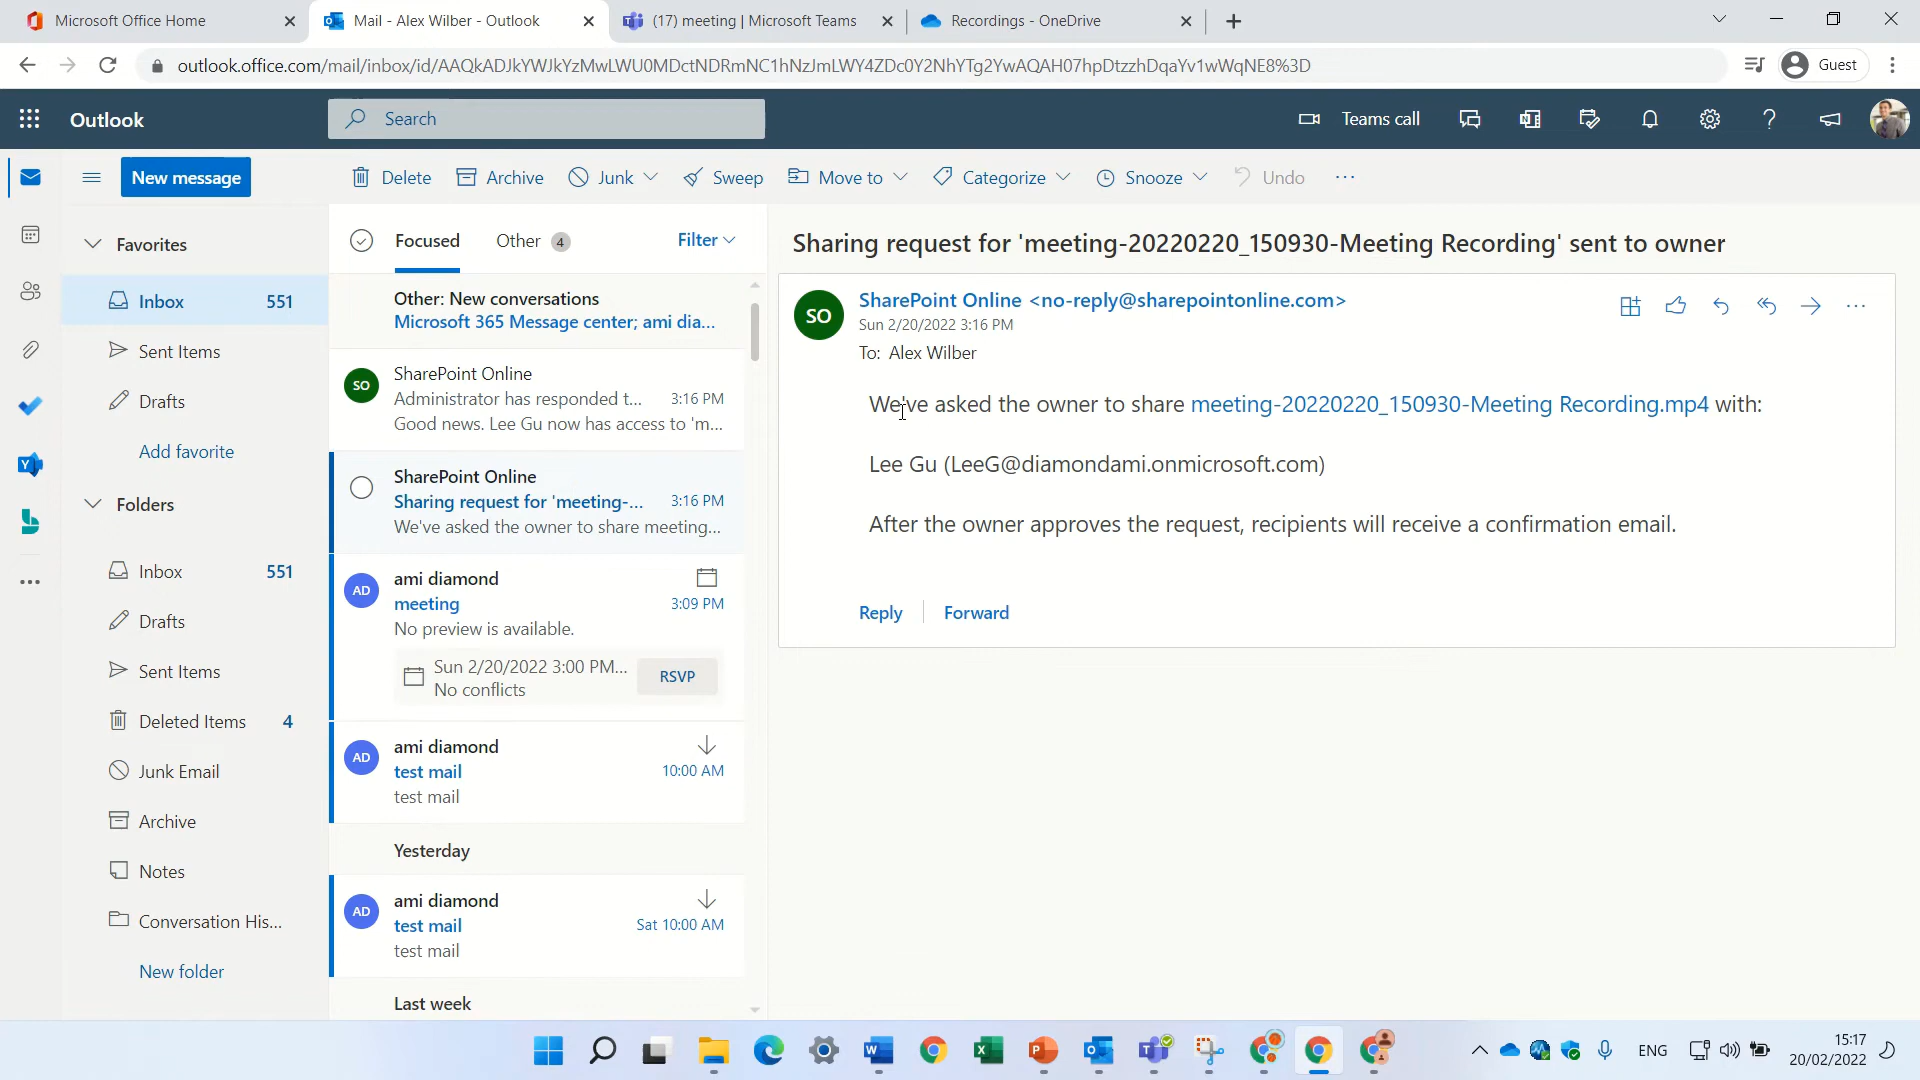 Microsoft Office Home
Mail - Alex Wilber - Outlook
(17) meeting | Microsoft Teams
Recordings - OneDrive
outlook.office.com/mail/inbox/id/AAQkADJkYWJkYzMwLWU0MDctNDRmNC1hNzJmLWY4ZDc0Y2NhYTg2YwAQAH07hpDtzzhDqaYv1wWqNE8%3D
Guest
Outlook
Search
Teams call
New message
Delete
Archive
Junk
Sweep
Move to
Categorize
Snooze
Undo
Favorites
Inbox 551
Sent Items
Drafts
Add favorite
Folders
Inbox 551
Drafts
Sent Items
Deleted Items 4
Junk Email
Archive
Notes
Conversation His...
New folder
Focused
Other 4
Filter
Other: New conversations
Microsoft 365 Message center; ami dia...
SO
SharePoint Online
Administrator has responded t... 3:16 PM
Good news. Lee Gu now has access to 'm...
SharePoint Online
Sharing request for 'meeting-... 3:16 PM
We've asked the owner to share meeting...
AD
ami diamond
meeting 3:09 PM
No preview is available.
Sun 2/20/2022 3:00 PM...
No conflicts
RSVP
AD
ami diamond
test mail 10:00 AM
test mail
Yesterday
AD
ami diamond
test mail Sat 10:00 AM
test mail
Last week
Sharing request for 'meeting-20220220_150930-Meeting Recording' sent to owner
SO
SharePoint Online <no-reply@sharepointonline.com>
Sun 2/20/2022 3:16 PM
To: Alex Wilber
We've asked the owner to share meeting-20220220_150930-Meeting Recording.mp4 with:
Lee Gu (LeeG@diamondami.onmicrosoft.com)
After the owner approves the request, recipients will receive a confirmation email.
Reply
Forward
ENG
15:17
20/02/2022